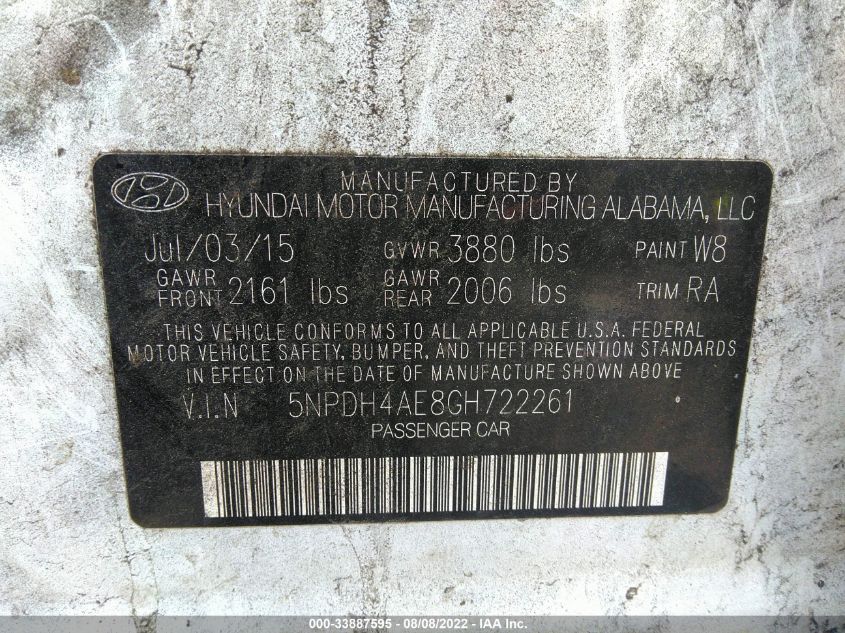 MANUFACTURED BY
HYUNDAI MOTOR MANUFACTURING ALABAMA, LLC
Jul/03/15 GVWR 3880 lbs PAINT W8
GAWR FRONT 2161 lbs GAWR REAR 2006 lbs TRIM RA
THIS VEHICLE CONFORMS TO ALL APPLICABLE U.S.A. FEDERAL
MOTOR VEHICLE SAFETY, BUMPER, AND THEFT PREVENTION STANDARDS
IN EFFECT ON THE DATE OF MANUFACTURE SHOWN ABOVE
V.I.N 5NPDH4AE8GH722261
PASSENGER CAR
000-33887595 - 08/08/2022 - IAAI.com